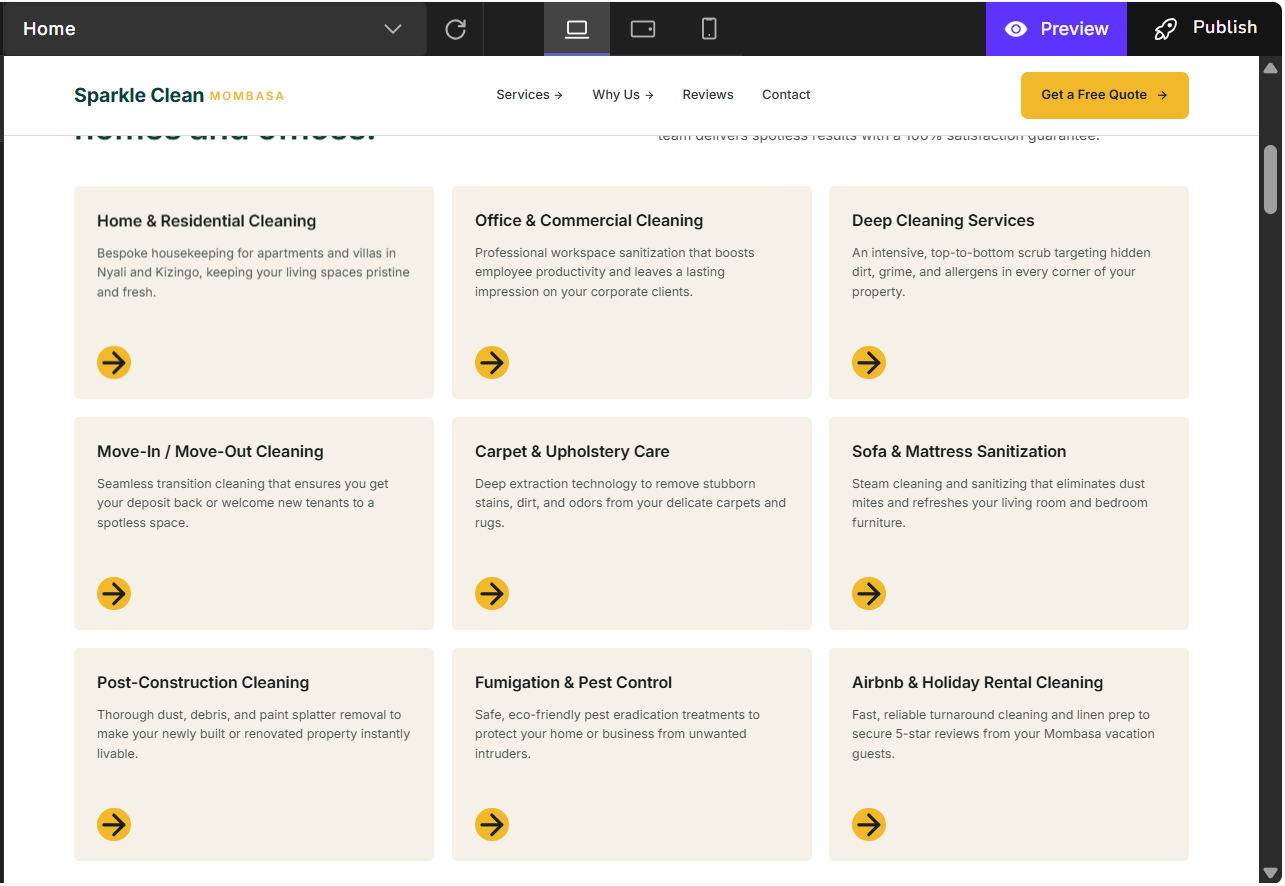 Home
Preview
Publish
Sparkle Clean MOMBASA
Services →
Why Us →
Reviews
Contact
Get a Free Quote →
homes and offices.
team delivers spotless results with a 100% satisfaction guarantee.
Home & Residential Cleaning
Bespoke housekeeping for apartments and villas in
Nyali and Kizingo, keeping your living spaces pristine
and fresh.
Office & Commercial Cleaning
Professional workspace sanitization that boosts
employee productivity and leaves a lasting
impression on your corporate clients.
Deep Cleaning Services
An intensive, top-to-bottom scrub targeting hidden
dirt, grime, and allergens in every corner of your
property.
Move-In / Move-Out Cleaning
Seamless transition cleaning that ensures you get
your deposit back or welcome new tenants to a
spotless space.
Carpet & Upholstery Care
Deep extraction technology to remove stubborn
stains, dirt, and odors from your delicate carpets and
rugs.
Sofa & Mattress Sanitization
Steam cleaning and sanitizing that eliminates dust
mites and refreshes your living room and bedroom
furniture.
Post-Construction Cleaning
Thorough dust, debris, and paint splatter removal to
make your newly built or renovated property instantly
livable.
Fumigation & Pest Control
Safe, eco-friendly pest eradication treatments to
protect your home or business from unwanted
intruders.
Airbnb & Holiday Rental Cleaning
Fast, reliable turnaround cleaning and linen prep to
secure 5-star reviews from your Mombasa vacation
guests.